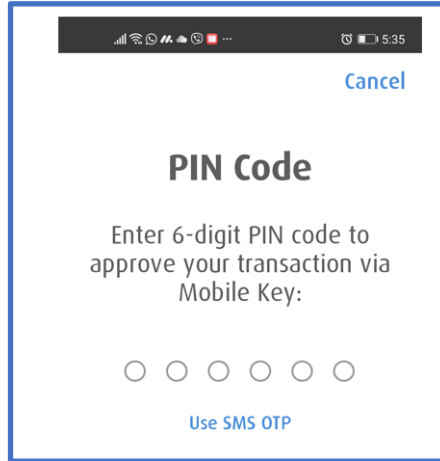 5:35
Cancel
PIN Code
Enter 6-digit PIN code to
approve your transaction via
Mobile Key:
Use SMS OTP